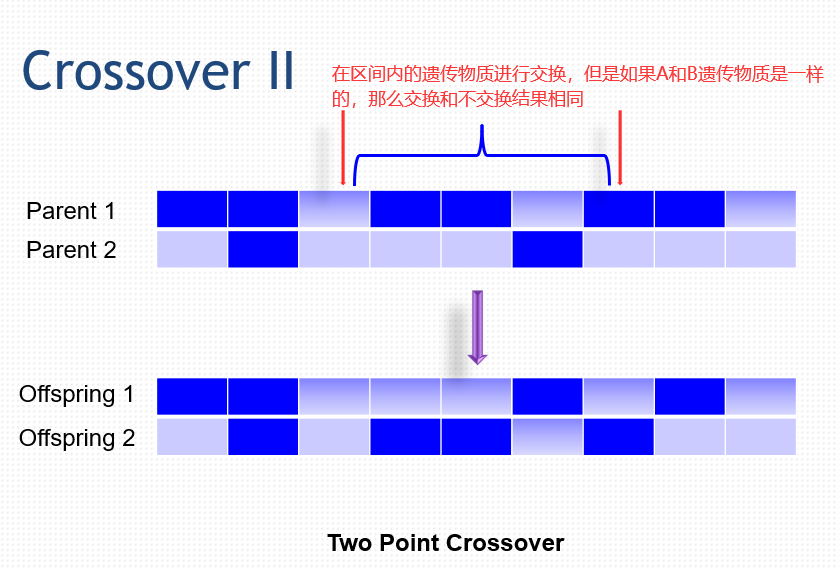 Crossover II
在区间内的遗传物质进行交换，但是如果A和B遗传物质是一样
的，那么交换和不交换结果相同
Parent 1
Parent 2
Offspring 1
Offspring 2
Two Point Crossover